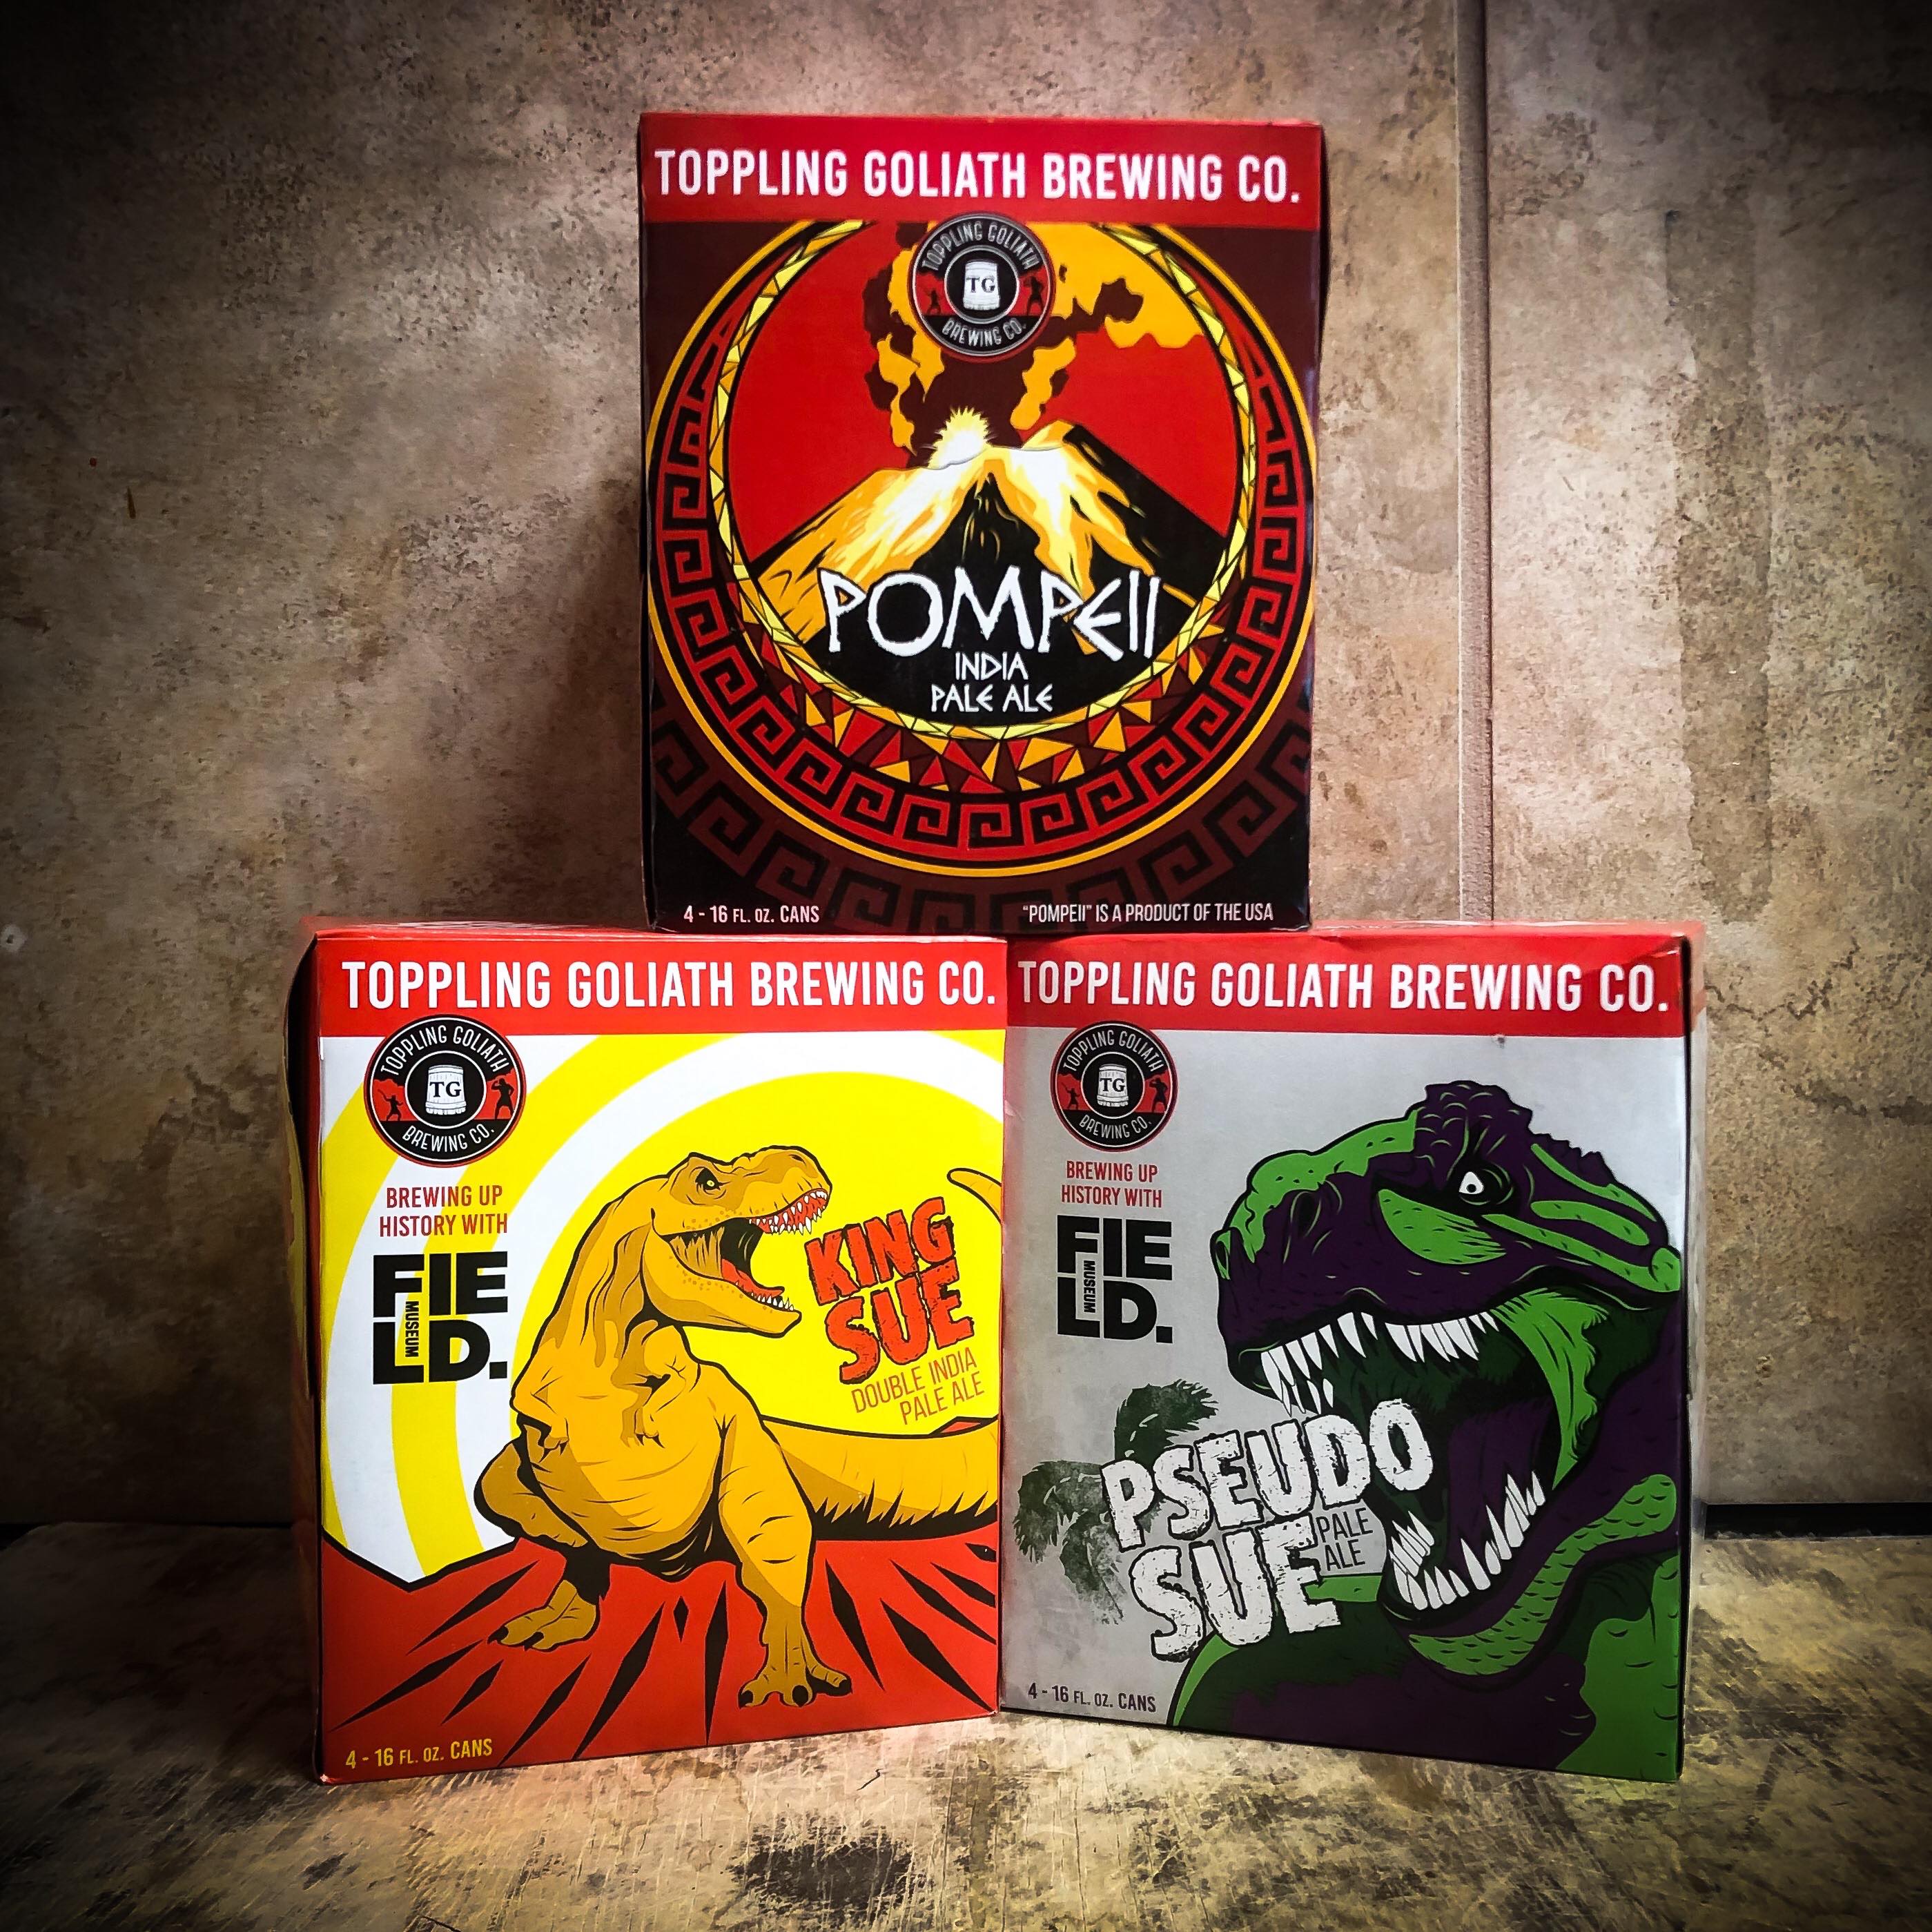 TOPPLING GOLIATH BREWING CO.
TOPPLING GOLIATH
TG
BREWING CO.
POMPEII
INDIA
PALE ALE
4 - 16 FL. OZ. CANS
"POMPEII" IS A PRODUCT OF THE USA
TOPPLING GOLIATH BREWING CO.
TOPPLING GOLIATH
TG
BREWING CO.
BREWING UP
HISTORY WITH
FIE
MUSEUM
LD.
KING
SUE
DOUBLE INDIA
PALE ALE
4 - 16 FL. OZ. CANS
TOPPLING GOLIATH BREWING CO.
TOPPLING GOLIATH
TG
BREWING CO.
BREWING UP
HISTORY WITH
FIE
MUSEUM
LD.
PSEUDO
SUE
PALE
ALE
4 - 16 FL. OZ. CANS